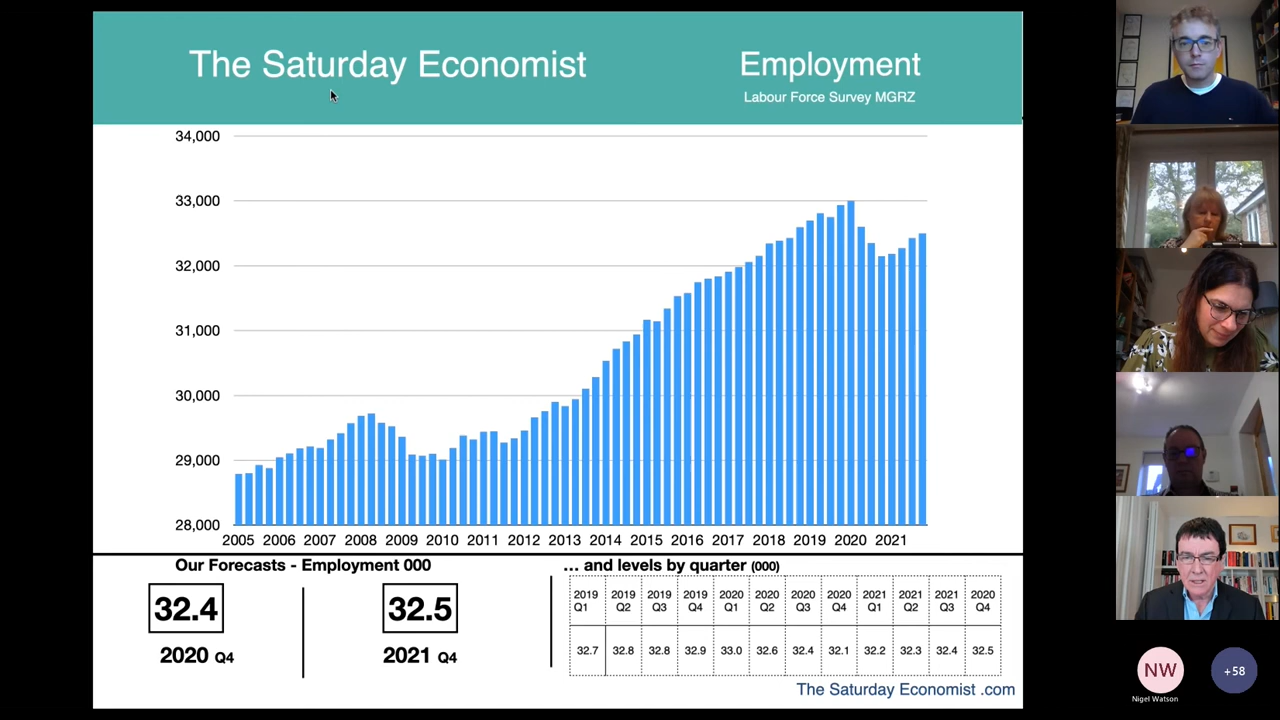 The Saturday Economist
Employment
Labour Force Survey MGRZ
34,000
33,000
32,000
31,000
30,000
29,000
28,000
2005 2006 2007 2008 2009 2010 2011 2012 2013 2014 2015 2016 2017 2018 2019 2020 2021
Our Forecasts - Employment 000
32.4
2020 Q4
32.5
2021 Q4
… and levels by quarter (000)
2019 Q1 2019 Q2 2019 Q3 2019 Q4 2020 Q1 2020 Q2 2020 Q3 2020 Q4 2021 Q1 2021 Q2 2021 Q3 2020 Q4
32.7 32.8 32.8 32.9 33.0 32.6 32.4 32.1 32.2 32.3 32.4 32.5
The Saturday Economist .com
NW
Nigel Watson
+58